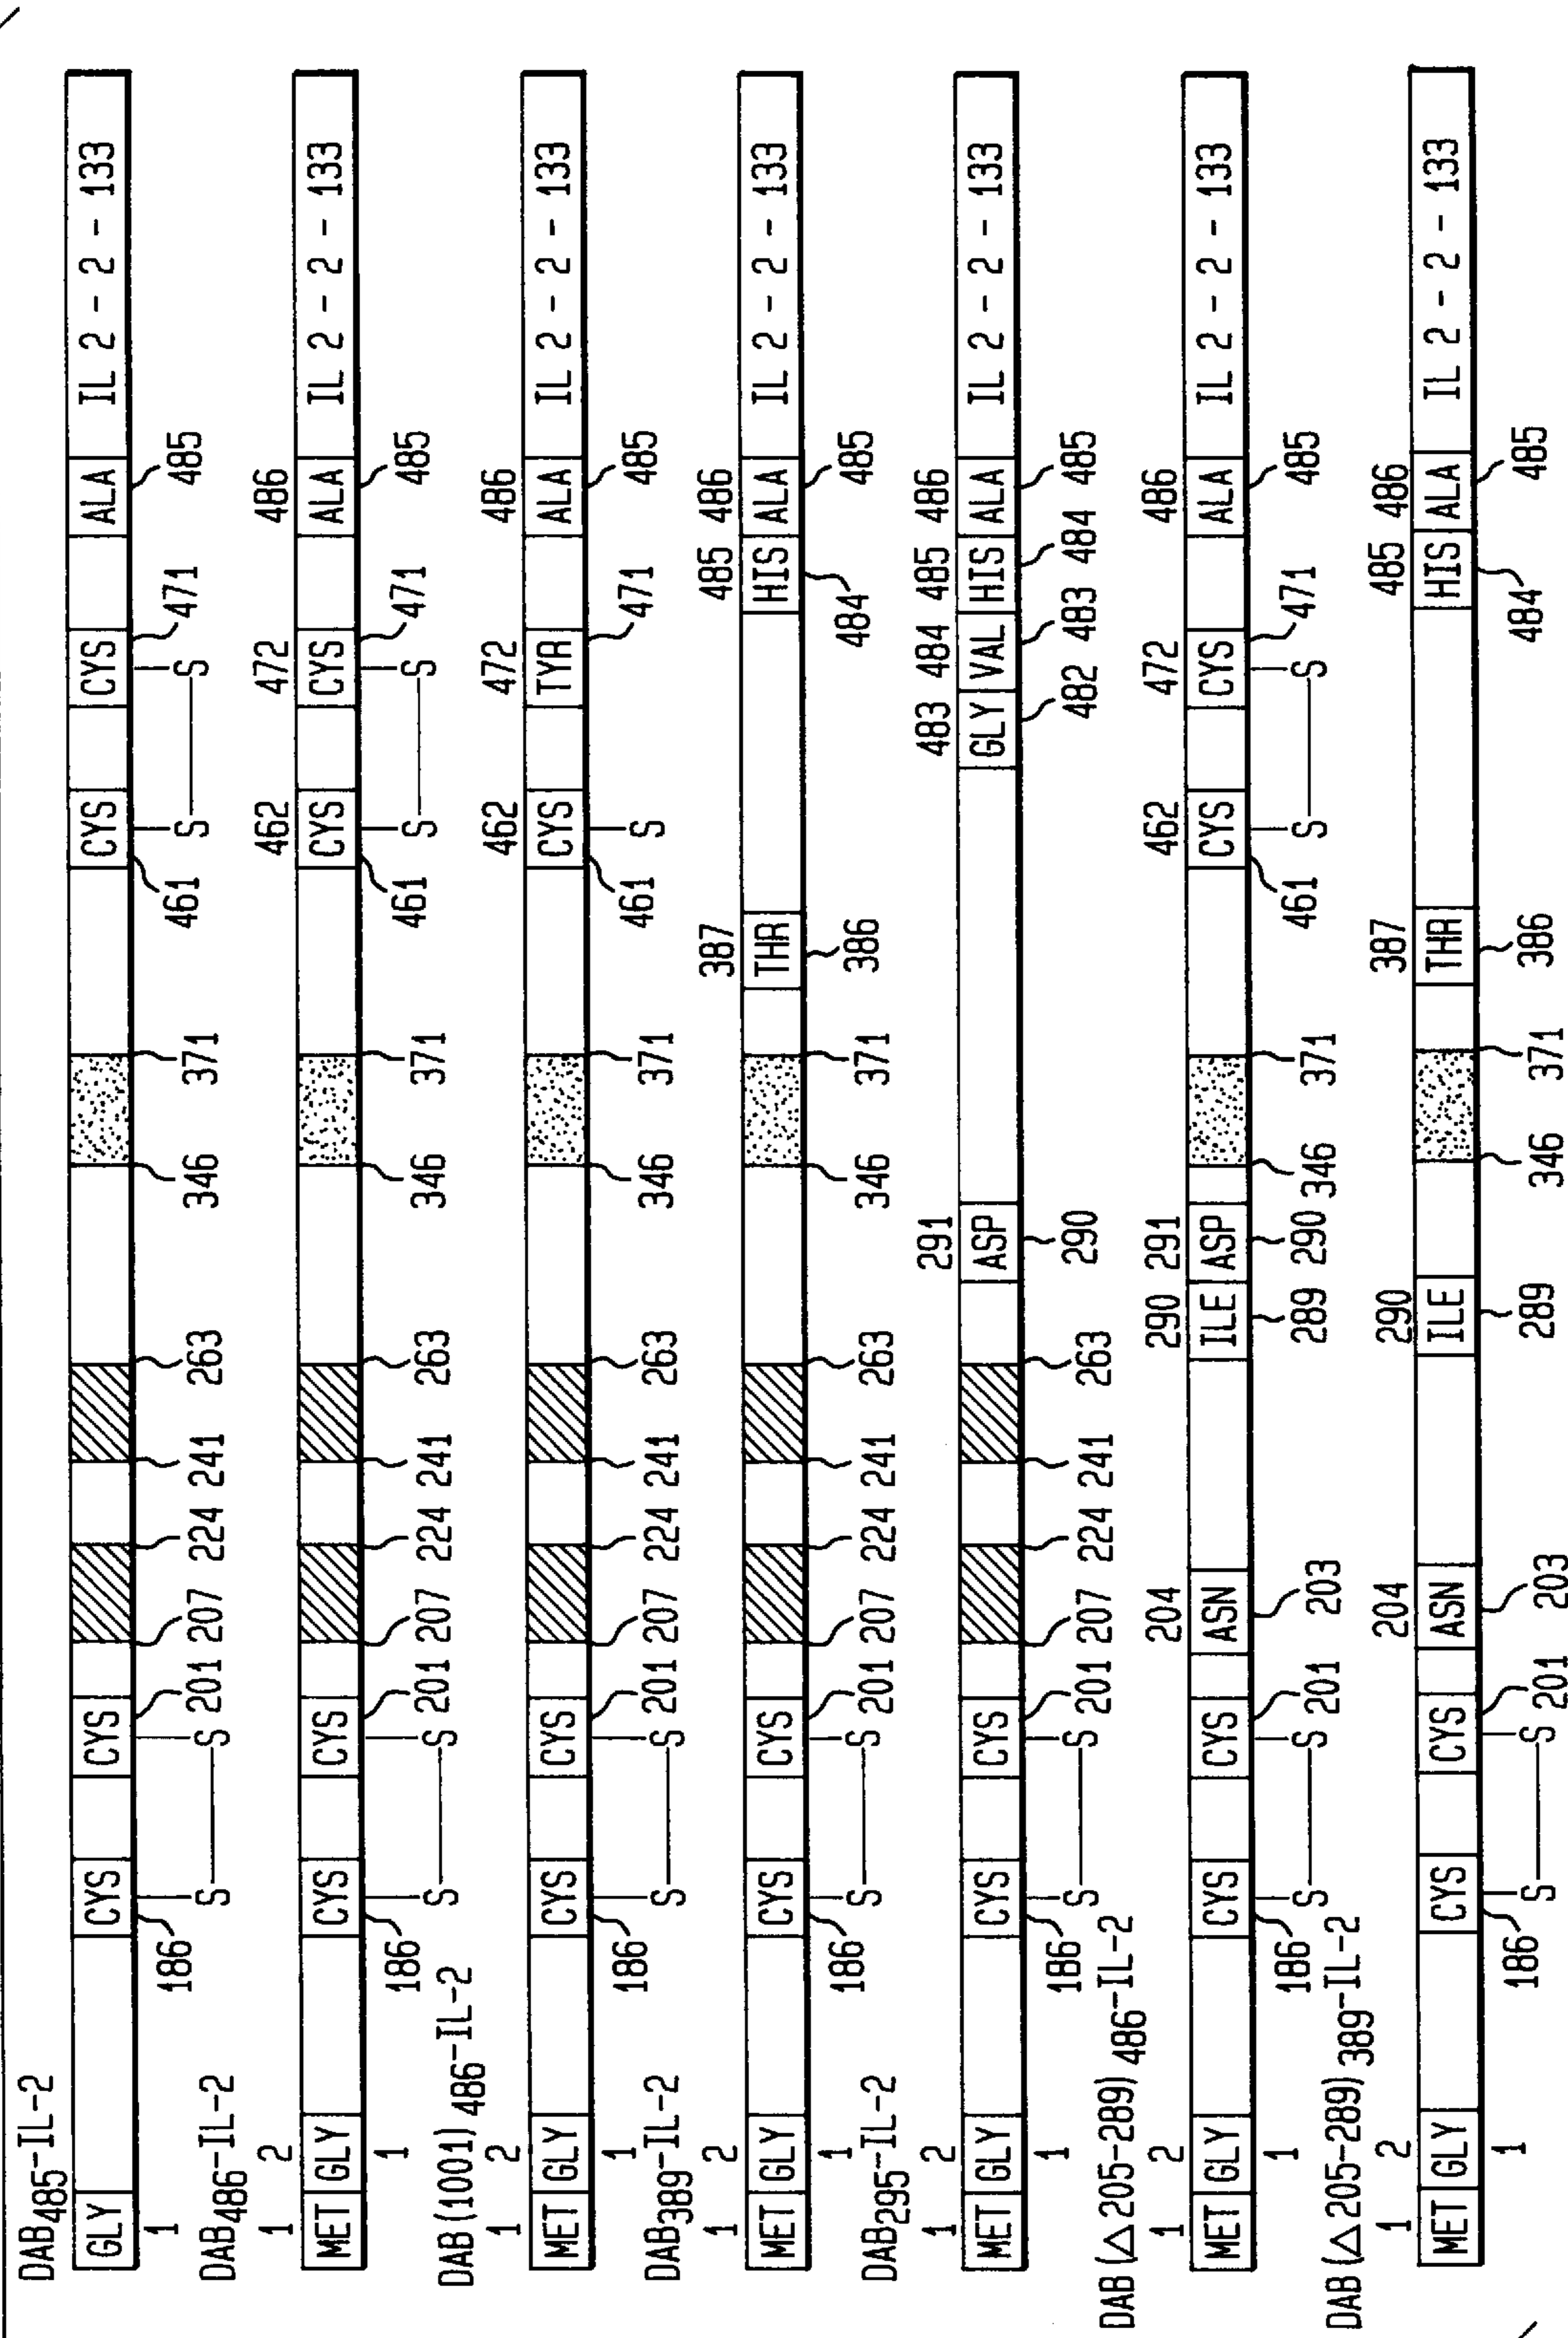 DAB485-IL-2
GLY CYS CYS CYS CYS ALA IL 2 - 2 - 133
1 186 201 207 224 241 263 346 371 461 471 485
S S S S
DAB486-IL-2
1 2 462 472 486
MET GLY CYS CYS CYS CYS ALA IL 2 - 2 - 133
1 186 201 207 224 241 263 346 371 461 471 485
S S S S
DAB (1001) 486-IL-2
1 2 462 472 486
MET GLY CYS CYS CYS TYR ALA IL 2 - 2 - 133
1 186 201 207 224 241 263 346 371 461 471 485
S S S
DAB389-IL-2
1 2 387 485 486
MET GLY CYS CYS THR HIS ALA IL 2 - 2 - 133
1 186 201 207 224 241 263 346 371 386 484 485
S S
DAB295-IL-2
1 2 291 483 484 485 486
MET GLY CYS CYS ASP GLY VAL HIS ALA IL 2 - 2 - 133
1 186 201 207 224 241 263 290 482 483 484 485
S S
DAB (△205-289) 486-IL-2
1 2 204 290 291 462 472 486
MET GLY CYS CYS ASN ILE ASP CYS CYS ALA IL 2 - 2 - 133
1 186 201 203 289 290 346 371 461 471 485
S S S S
DAB (△205-289) 389-IL-2
1 2 204 290 387 485 486
MET GLY CYS CYS ASN ILE THR HIS ALA IL 2 - 2 - 133
1 186 201 203 289 346 371 386 484 485
S S